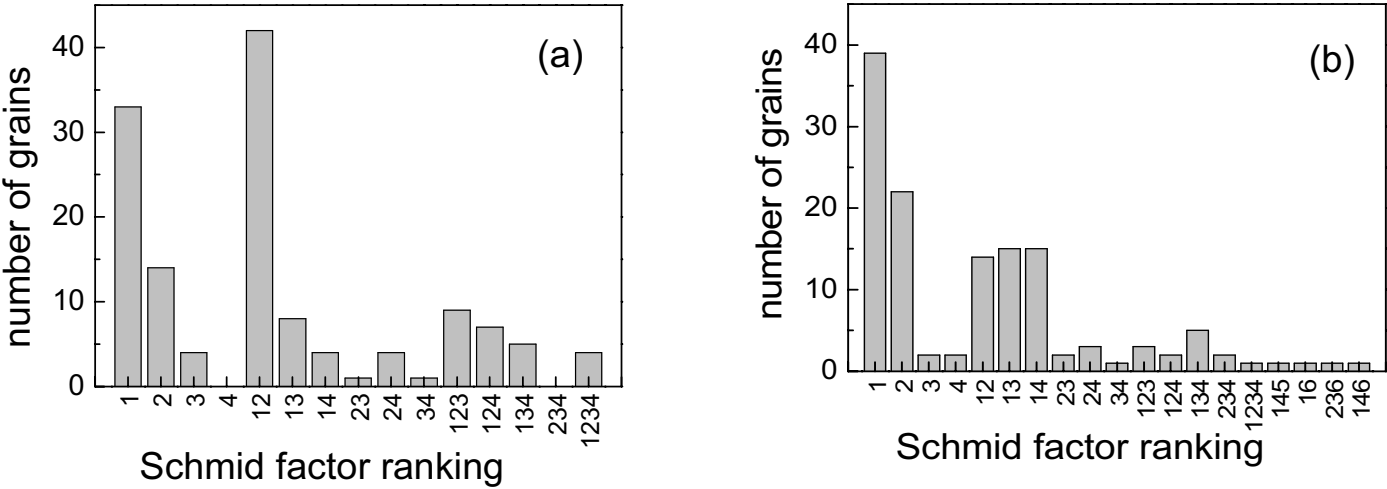 (a)
number of grains
40
30
20
10
0
1 2 3 4 12 13 14 23 24 34 123 124 134 234 1234
Schmid factor ranking
(b)
number of grains
40
30
20
10
0
1 2 3 4 12 13 14 23 24 34 123 124 134 234 1234 145 16 236 146
Schmid factor ranking